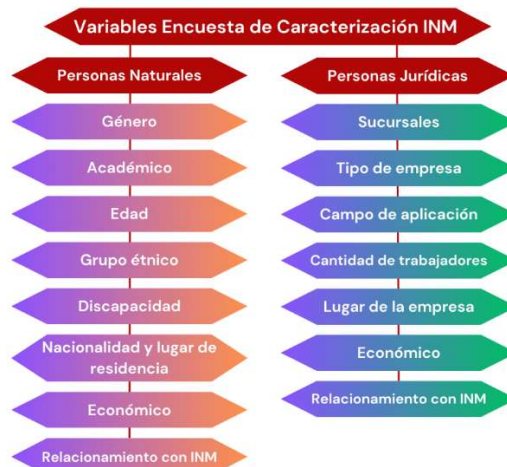 Variables Encuesta de Caracterización INM
Personas Naturales
Género
Académico
Edad
Grupo étnico
Discapacidad
Nacionalidad y lugar de
residencia
Económico
Relacionamiento con INM
Personas Jurídicas
Sucursales
Tipo de empresa
Campo de aplicación
Cantidad de trabajadores
Lugar de la empresa
Económico
Relacionamiento con INM